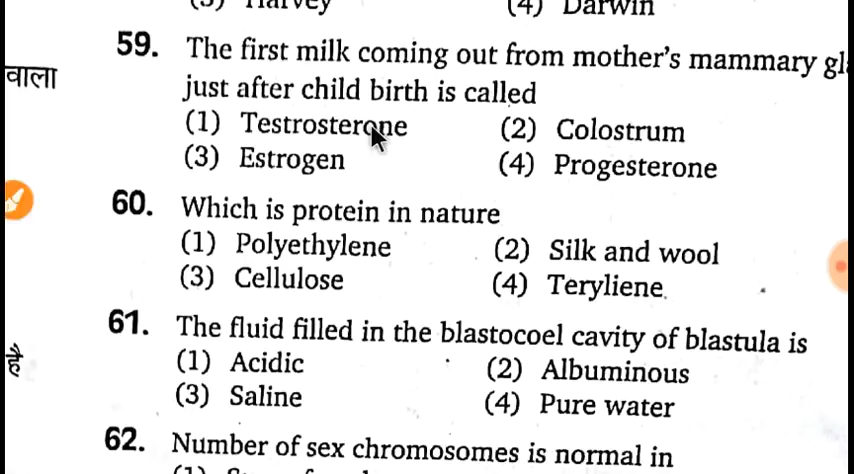 (4) Darwin
वाला
59. The first milk coming out from mother's mammary
just after child birth is called
(1) Testrosterone (2) Colostrum
(3) Estrogen (4) Progesterone
60. Which is protein in nature
(1) Polyethylene (2) Silk and wool
(3) Cellulose (4) Teryliene.
61. The fluid filled in the blastocoel cavity of blastula is
(1) Acidic (2) Albuminous
है
(3) Saline (4) Pure water
62. Number of sex chromosomes is normal in